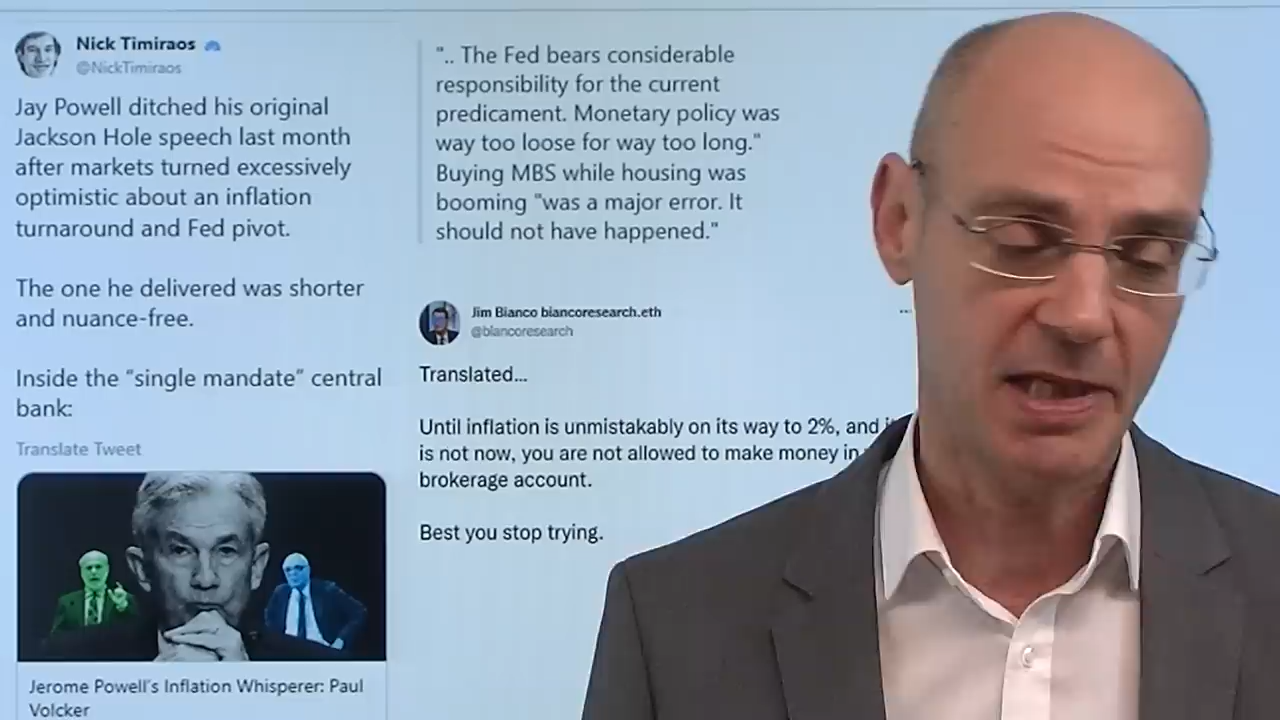 Nick Timiraos
@NickTimiraos
Jay Powell ditched his original
Jackson Hole speech last month
after markets turned excessively
optimistic about an inflation
turnaround and Fed pivot.
The one he delivered was shorter
and nuance-free.
Inside the “single mandate” central
bank:
Translate Tweet
Jerome Powell's Inflation Whisperer: Paul
Volcker
".. The Fed bears considerable
responsibility for the current
predicament. Monetary policy was
way too loose for way too long."
Buying MBS while housing was
booming "was a major error. It
should not have happened."
Jim Bianco biancoresearch.eth
@biancoresearch
...
Translated...
Until inflation is unmistakably on its way to 2%, and
is not now, you are not allowed to make money in
brokerage account.
Best you stop trying.